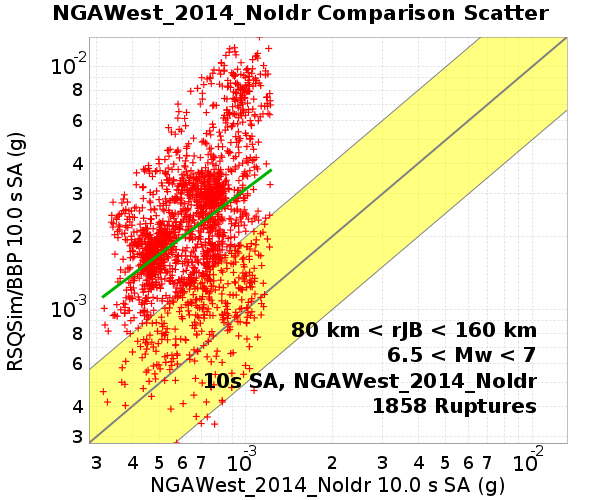 NGAWest_2014_NoIdr Comparison Scatter
RSQSim/BBP 10.0 s SA (g)
10-2
8
6
4
3
2
10-3
8
6
4
3
80 km < rJB < 160 km
6.5 < Mw < 7
10s SA, NGAWest_2014_NoIdr
1858 Ruptures
3 4 5 6 7 10-3 2 3 4 5 6 7 10-2
NGAWest_2014_NoIdr 10.0 s SA (g)